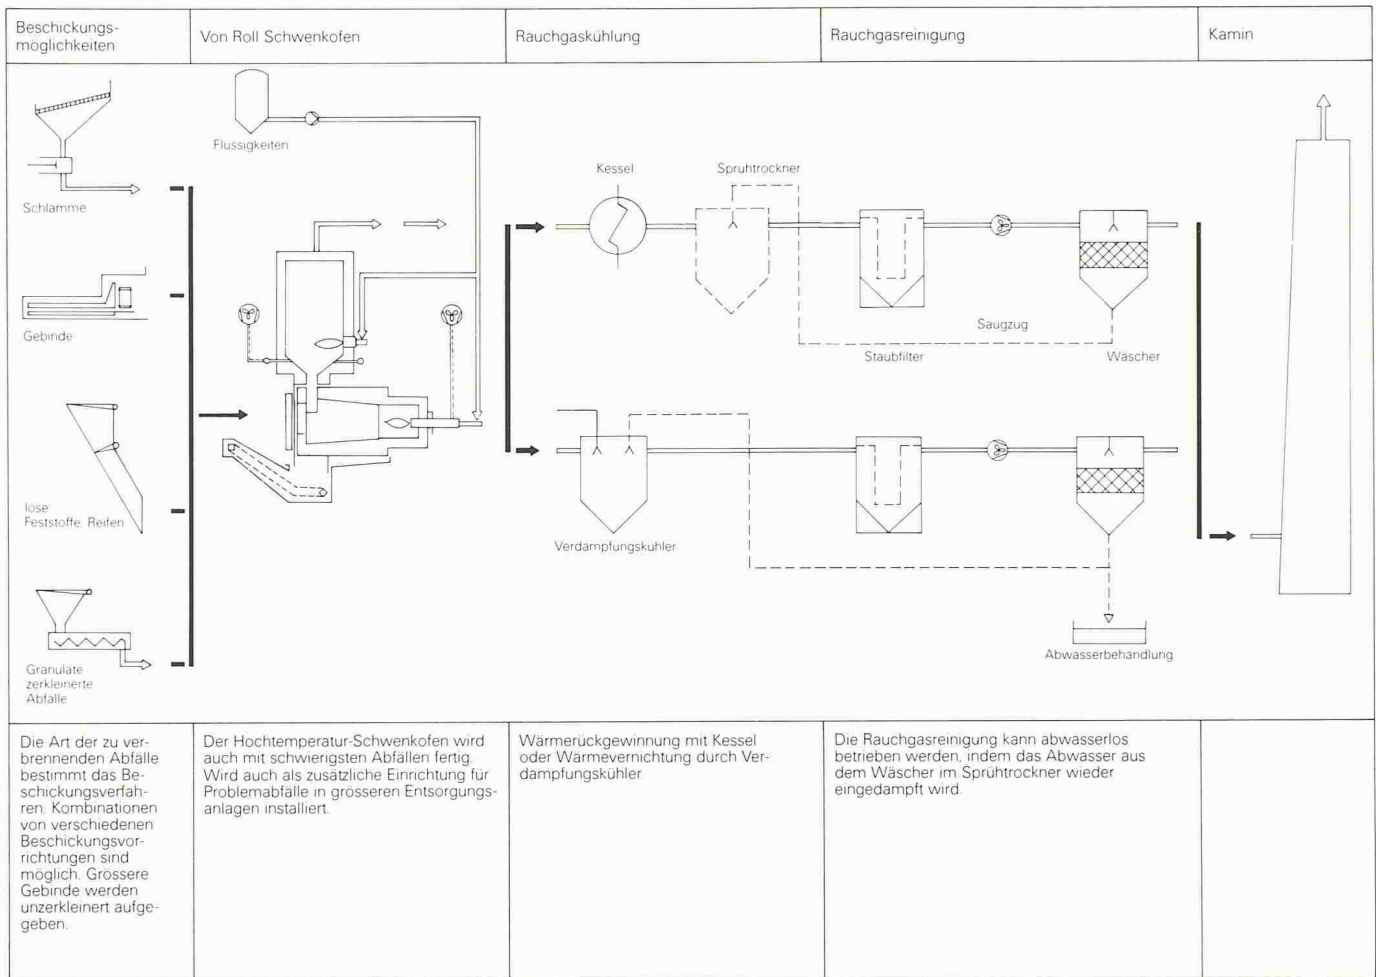 Beschickungs-
möglichkeiten
Von Roll Schwenkofen
Rauchgaskühlung
Rauchgasreinigung
Kamin
Schlamme
Gebinde
lose
Feststoffe, Reifen
Granulate
zerkleinerte
Abfälle
Flussigkeiten
Kessel
Spruhtrockner
Staubfilter
Saugzug
Wäscher
Verdampfungskuhler
Abwasserbehandlung
Die Art der zu ver-
brennenden Abfälle
bestimmt das Be-
schickungsverfah-
ren. Kombinationen
von verschiedenen
Beschickungsvor-
richtungen sind
möglich. Grössere
Gebinde werden
unzerkleinert aufge-
geben.
Der Hochtemperatur-Schwenkofen wird
auch mit schwierigsten Abfällen fertig.
Wird auch als zusätzliche Einrichtung für
Problemabfälle in grösseren Entsorgungs-
anlagen installiert.
Wärmerückgewinnung mit Kessel
oder Wärmevernichtung durch Ver-
dampfungskühler.
Die Rauchgasreinigung kann abwasserlos
betrieben werden, indem das Abwasser aus
dem Wäscher im Sprühtrockner wieder
eingedampft wird.